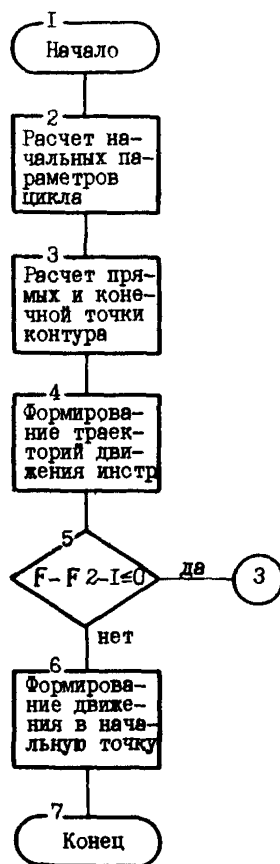 I
Начало
2
Расчет на-
чальных па-
раметров
цикла
3
Расчет пря-
мых и конеч-
чной точки
контура
4
Формирова-
ние траек-
торий дви-
жения инстр
5
F-F2-I≤0
да
3
нет
6
Формирова-
ние движе-
ния в нача-
льную точку
7
Конец